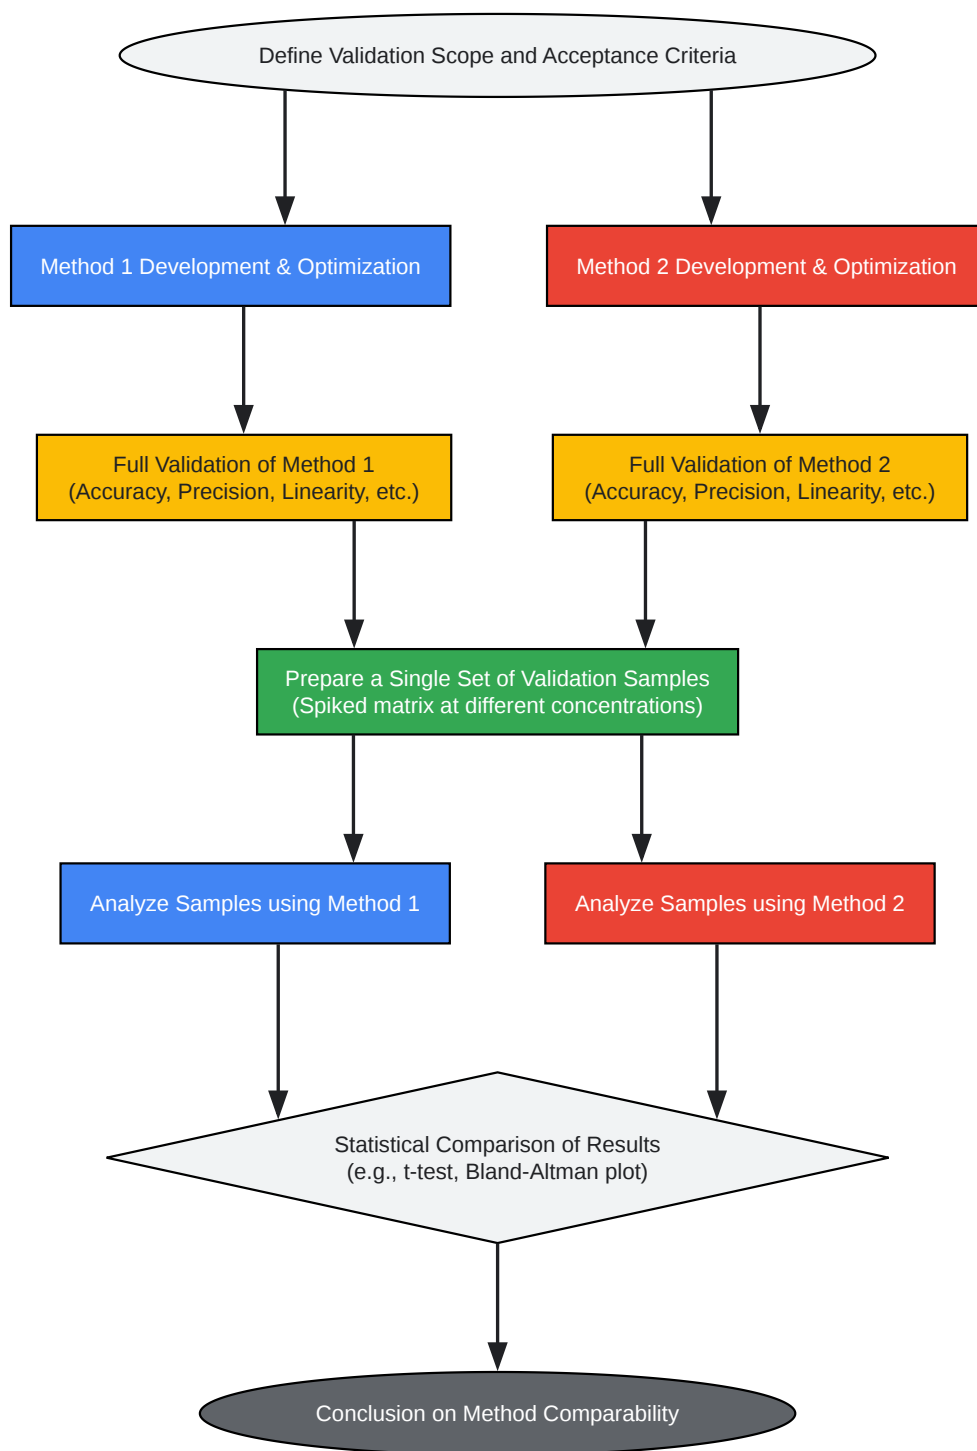 Define Validation Scope and Acceptance Criteria
Method 1 Development & Optimization
Method 2 Development & Optimization
Full Validation of Method 1
(Accuracy, Precision, Linearity, etc.)
Full Validation of Method 2
(Accuracy, Precision, Linearity, etc.)
Prepare a Single Set of Validation Samples
(Spiked matrix at different concentrations)
Analyze Samples using Method 1
Analyze Samples using Method 2
Statistical Comparison of Results
(e.g., t-test, Bland-Altman plot)
Conclusion on Method Comparability